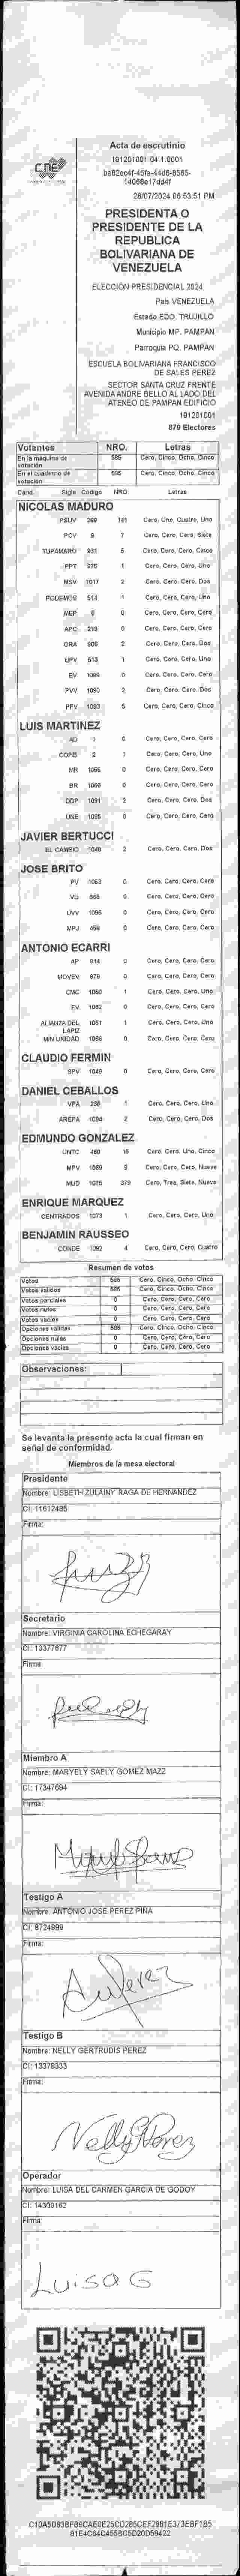 Acta de escrutinio
191201001.04.1.0001
ba82ec4f-45fa-44d6-8565-
14068e17dd4f
28/07/2024 06:53:51 PM
CNE
PRESIDENTA O
PRESIDENTE DE LA
REPUBLICA
BOLIVARIANA DE
VENEZUELA
ELECCION PRESIDENCIAL 2024
País VENEZUELA
Estado EDO. TRUJILLO
Municipio MP. PAMPAN
Parroquia PQ. PAMPAN
ESCUELA BOLIVARIANA FRANCISCO
DE SALES PEREZ
SECTOR SANTA CRUZ FRENTE
AVENIDA ANDRE BELLO AL LADO DEL
ATENEO DE PAMPAN EDIFICIO
191201001
870 Electores
Votantes NRO. Letras
En la máquina de votación 585 Cero, Cinco, Ocho, Cinco
En el cuaderno de votación 585 Cero, Cinco, Ocho, Cinco
Cand. Sigla Código NRO. Letras
NICOLAS MADURO
PSUV 269 141 Cero, Uno, Cuatro, Uno
PCV 9 7 Cero, Cero, Cero, Siete
TUPAMARO 931 5 Cero, Cero, Cero, Cinco
PPT 276 1 Cero, Cero, Cero, Uno
MSV 1017 2 Cero, Cero, Cero, Dos
PODEMOS 514 1 Cero, Cero, Cero, Uno
MEP 6 0 Cero, Cero, Cero, Cero
APC 219 0 Cero, Cero, Cero, Cero
ORA 906 2 Cero, Cero, Cero, Dos
UPV 513 1 Cero, Cero, Cero, Uno
EV 1089 0 Cero, Cero, Cero, Cero
PVV 1090 2 Cero, Cero, Cero, Dos
PFV 1093 5 Cero, Cero, Cero, Cinco
LUIS MARTINEZ
AD 1 0 Cero, Cero, Cero, Cero
COPEI 2 1 Cero, Cero, Cero, Uno
MR 1066 0 Cero, Cero, Cero, Cero
BR 1088 0 Cero, Cero, Cero, Cero
DDP 1091 2 Cero, Cero, Cero, Dos
UNE 1095 0 Cero, Cero, Cero, Cero
JAVIER BERTUCCI
EL CAMBIO 1048 2 Cero, Cero, Cero, Dos
JOSE BRITO
PV 1063 0 Cero, Cero, Cero, Cero
VU 868 0 Cero, Cero, Cero, Cero
UVV 1096 0 Cero, Cero, Cero, Cero
MPJ 458 0 Cero, Cero, Cero, Cero
ANTONIO ECARRI
AP 914 0 Cero, Cero, Cero, Cero
MOVEV 979 0 Cero, Cero, Cero, Cero
CMC 1050 1 Cero, Cero, Cero, Uno
FV 1062 0 Cero, Cero, Cero, Cero
ALIANZA DEL LAPIZ 1051 1 Cero, Cero, Cero, Uno
MIN UNIDAD 1069 0 Cero, Cero, Cero, Cero
CLAUDIO FERMIN
SPV 1049 0 Cero, Cero, Cero, Cero
DANIEL CEBALLOS
VPA 238 1 Cero, Cero, Cero, Uno
AREPA 1094 2 Cero, Cero, Cero, Dos
EDMUNDO GONZALEZ
UNTC 460 15 Cero, Cero, Uno, Cinco
MPV 1069 9 Cero, Cero, Cero, Nueve
MUD 1075 379 Cero, Tres, Siete, Nueve
ENRIQUE MARQUEZ
CENTRADOS 1073 1 Cero, Cero, Cero, Uno
BENJAMIN RAUSSEO
CONDE 1092 4 Cero, Cero, Cero, Cuatro
Resumen de votos
Votos 585 Cero, Cinco, Ocho, Cinco
Votos válidos 585 Cero, Cinco, Ocho, Cinco
Votos parciales 0 Cero, Cero, Cero, Cero
Votos nulos 0 Cero, Cero, Cero, Cero
Votos vacíos 0 Cero, Cero, Cero, Cero
Opciones válidas 585 Cero, Cinco, Ocho, Cinco
Opciones nulas 0 Cero, Cero, Cero, Cero
Opciones vacías 0 Cero, Cero, Cero, Cero
Observaciones:
Se levanta la presente acta la cual firman en
señal de conformidad.
Miembros de la mesa electoral
Presidente
Nombre: LISBETH ZULAINY RAGA DE HERNANDEZ
CI: 11612485
Firma:
Secretario
Nombre: VIRGINIA CAROLINA ECHEGARAY
CI: 13377677
Firma:
Miembro A
Nombre: MARYELY SAELY GOMEZ MAZZ
CI: 17347694
Firma:
Testigo A
Nombre: ANTONIO JOSE PEREZ PIÑA
CI: 8724999
Firma:
Testigo B
Nombre: NELLY GERTRUDIS PEREZ
CI: 13378333
Firma:
Nelly Perez
Operador
Nombre: LUISA DEL CARMEN GARCIA DE GODOY
CI: 14309162
Firma:
Luisa G